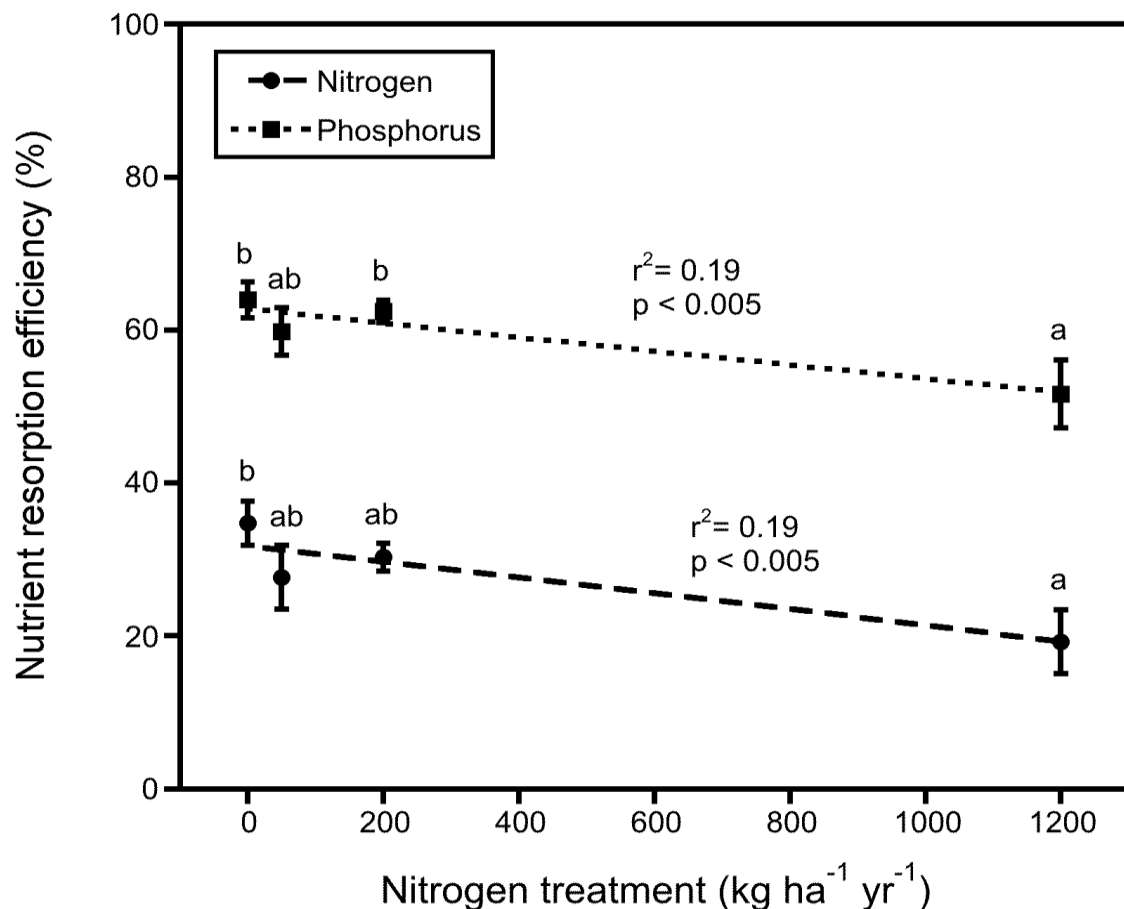 Nutrient resorption efficiency (%)
100
80
60
40
20
0
Nitrogen
Phosphorus
b
ab
b
r²= 0.19
p < 0.005
a
b
ab
ab
r²= 0.19
p < 0.005
a
0
200
400
600
800
1000
1200
Nitrogen treatment (kg ha⁻¹ yr⁻¹)